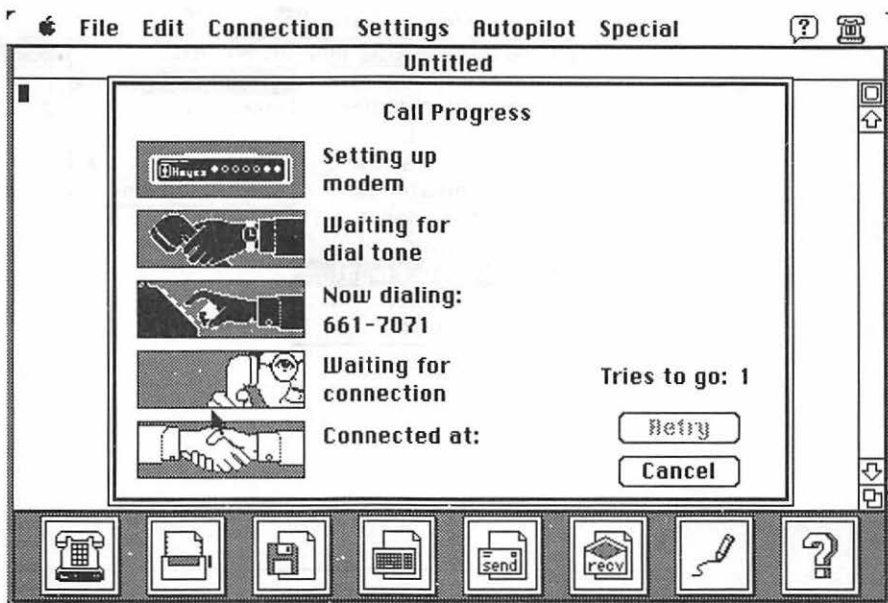 File Edit Connection Settings Autopilot Special
Untitled
Call Progress
Hayes
Setting up
modem
Waiting for
dial tone
Now dialing:
661-7071
Waiting for
connection
Tries to go: 1
Connected at:
Retry
Cancel
send
recv